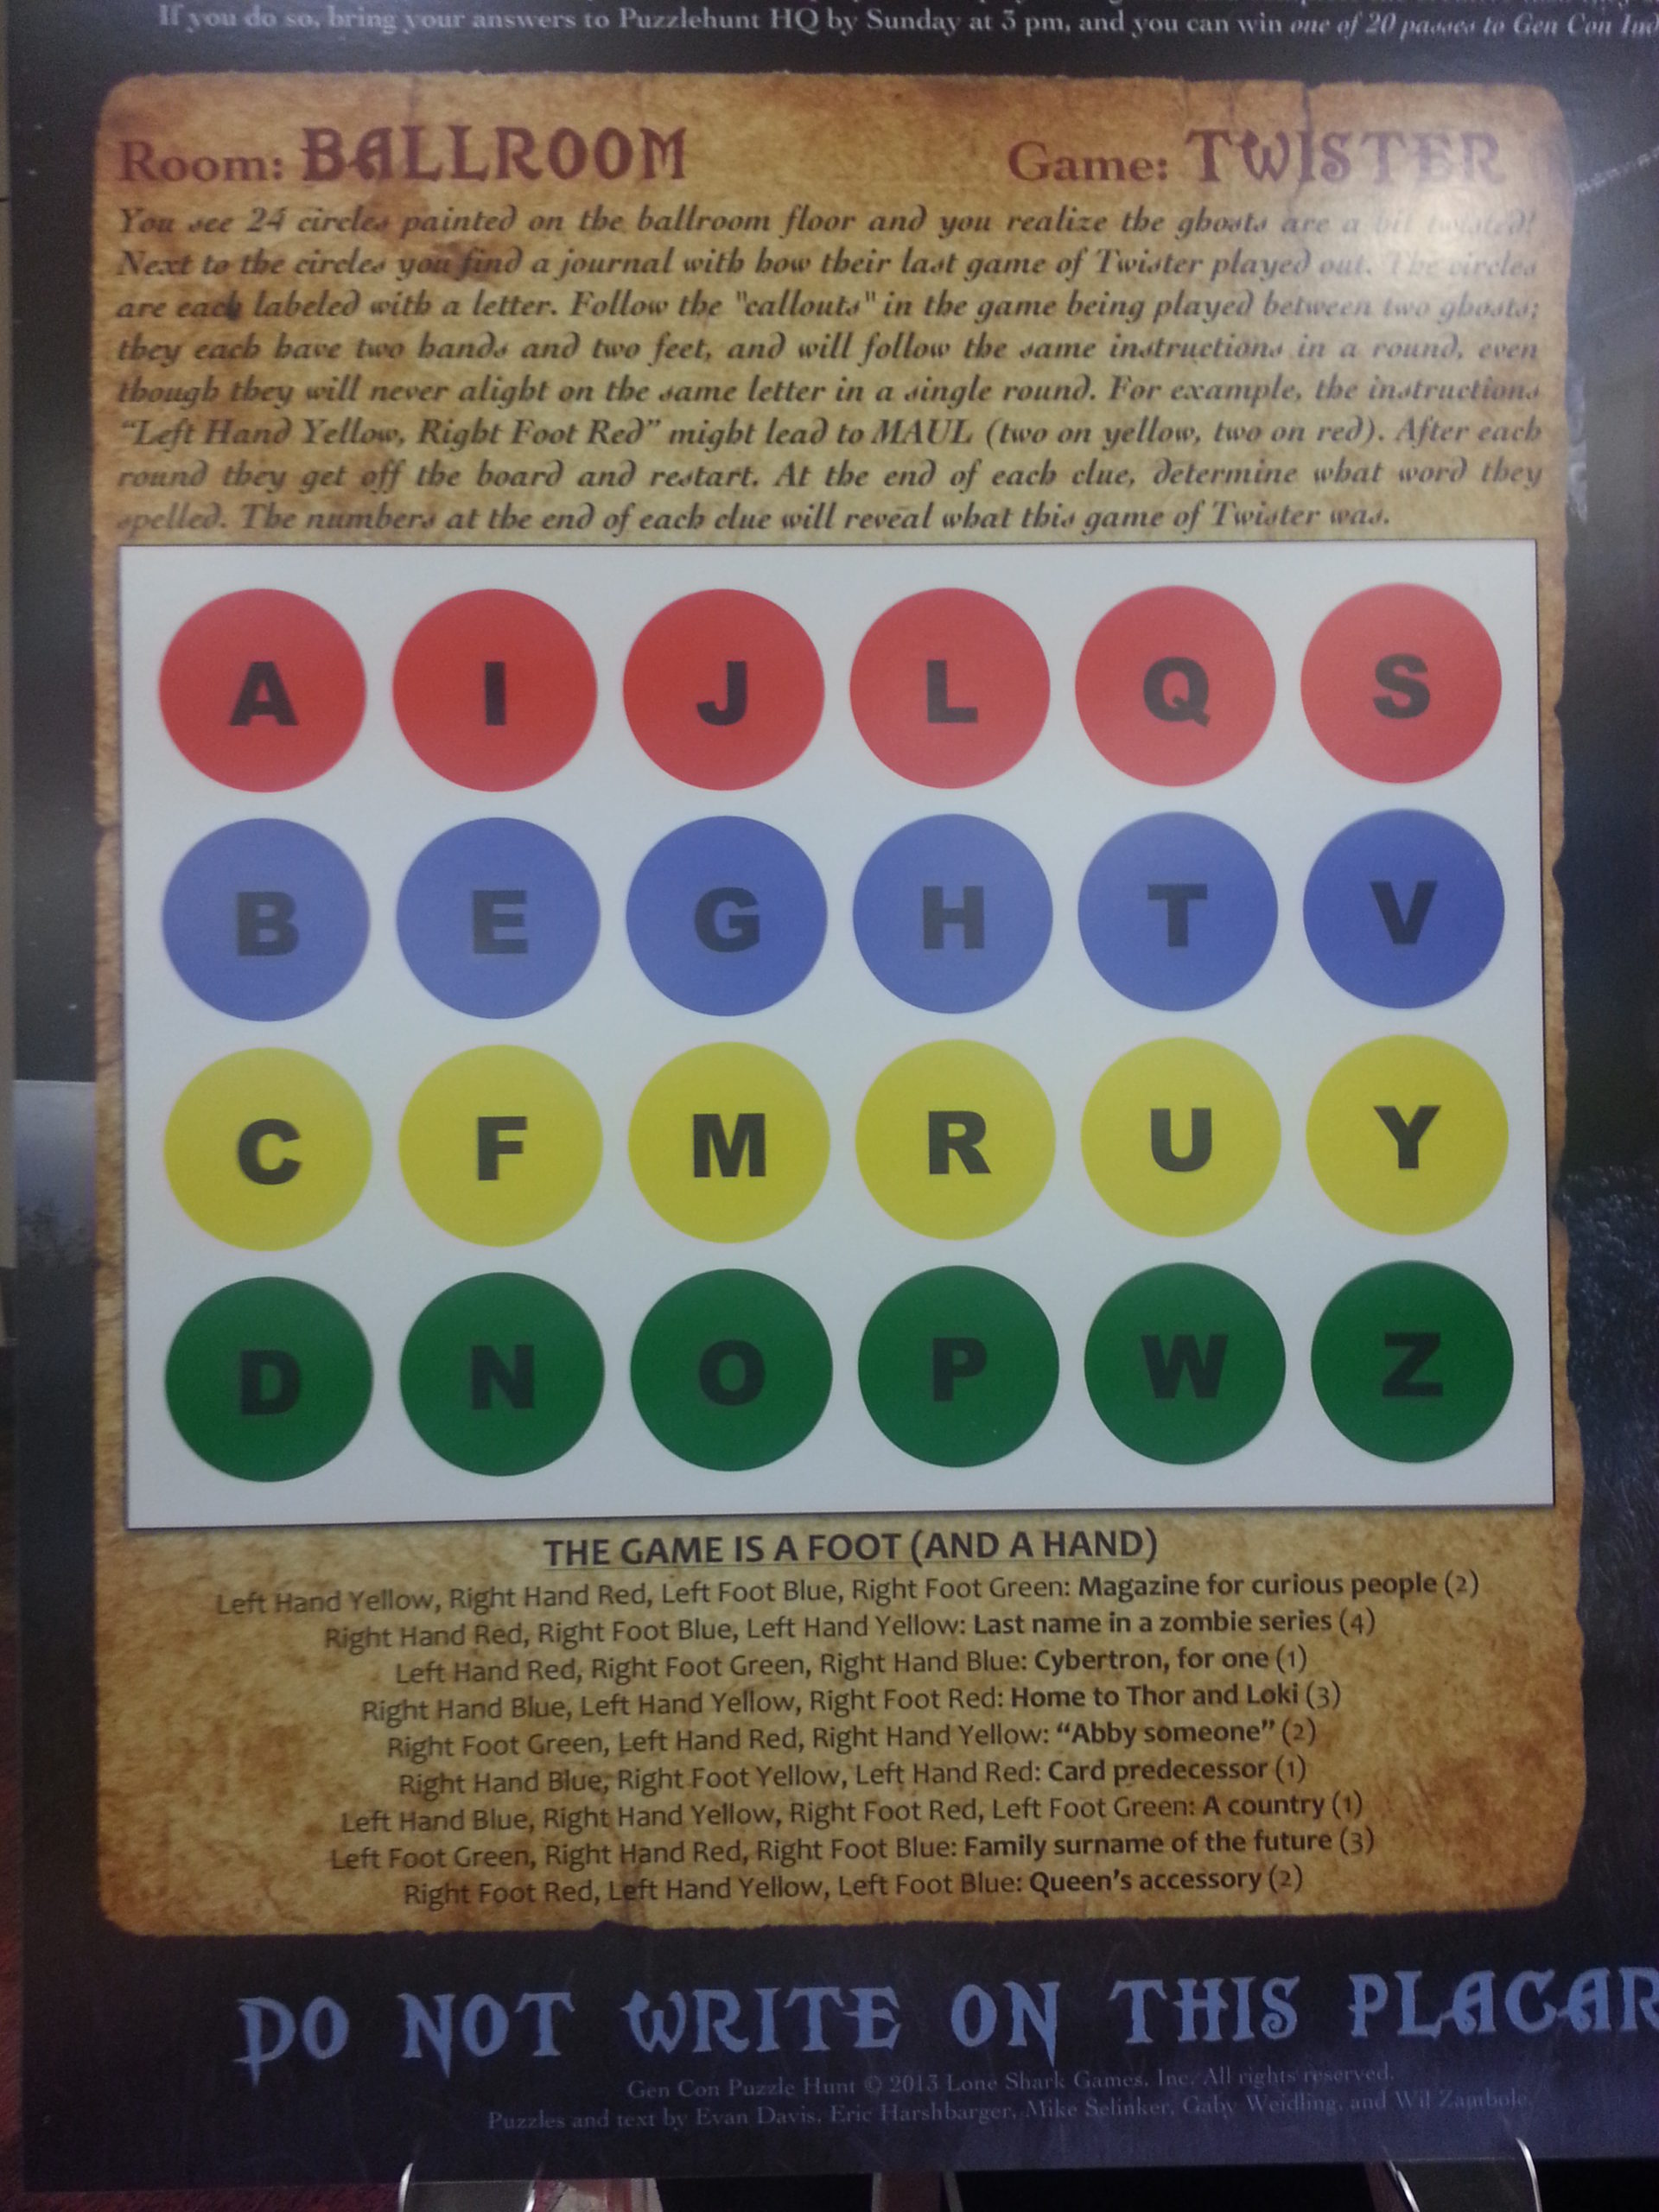 If you do so, bring your answers to Puzzlehunt HQ by Sunday at 3 pm, and you can win one of 20 passes to Gen Con
Room: BALLROOM Game: TWISTER
You see 24 circles painted on the ballroom floor and you realize the ghosts are a bit twisted!
Next to the circles you find a journal with how their last game of Twister played out. The circles
are each labeled with a letter. Follow the "callouts" in the game being played between two ghosts;
they each have two hands and two feet, and will follow the same instructions in a round, even
though they will never alight on the same letter in a single round. For example, the instructions
“Left Hand Yellow, Right Foot Red” might lead to MAUL (two on yellow, two on red). After each
round they get off the board and restart. At the end of each clue, determine what word they
spelled. The numbers at the end of each clue will reveal what this game of Twister was.
A I J L Q S
B E G H T V
C F M R U Y
D N O P W Z
THE GAME IS A FOOT (AND A HAND)
Left Hand Yellow, Right Hand Red, Left Foot Blue, Right Foot Green: Magazine for curious people (2)
Right Hand Red, Right Foot Blue, Left Hand Yellow: Last name in a zombie series (4)
Left Hand Red, Right Foot Green, Right Hand Blue: Cybertron, for one (1)
Right Hand Blue, Left Hand Yellow, Right Foot Red: Home to Thor and Loki (3)
Right Foot Green, Left Hand Red, Right Hand Yellow: “Abby someone” (2)
Right Hand Blue, Right Foot Yellow, Left Hand Red: Card predecessor (1)
Left Hand Blue, Right Hand Yellow, Right Foot Red, Left Foot Green: A country (1)
Left Foot Green, Right Hand Red, Right Foot Blue: Family surname of the future (3)
Right Foot Red, Left Hand Yellow, Left Foot Blue: Queen's accessory (2)
DO NOT WRITE ON THIS PLACAR
Gen Con Puzzle Hunt © 2013 Lone Shark Games, Inc. All rights reserved.
Puzzles and text by Evan Davis, Eric Harshbarger, Mike Selinker, Gaby Weidling, and Wil Zambole.